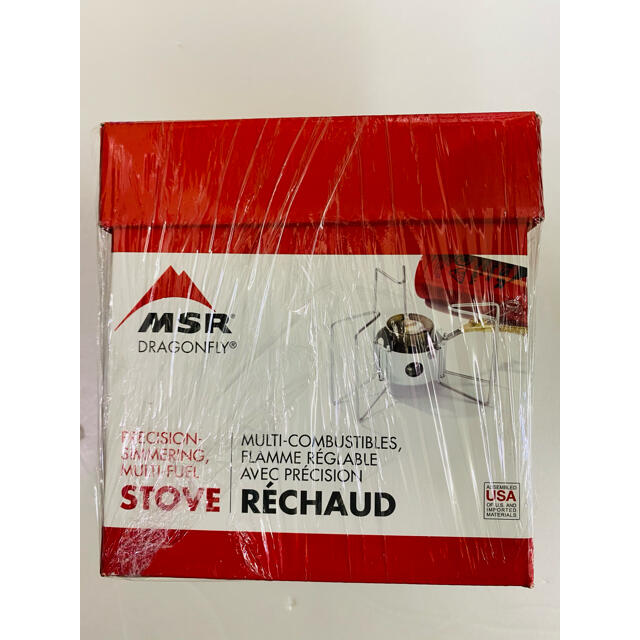 MSR®
DRAGONFLY®
PRECISION-
SIMMERING,
MULTI-FUEL
STOVE
MULTI-COMBUSTIBLES,
FLAMME RÉGLABLE
AVEC PRÉCISION
RÉCHAUD
ASSEMBLED
USA
OF U.S. AND
IMPORTED
MATERIALS